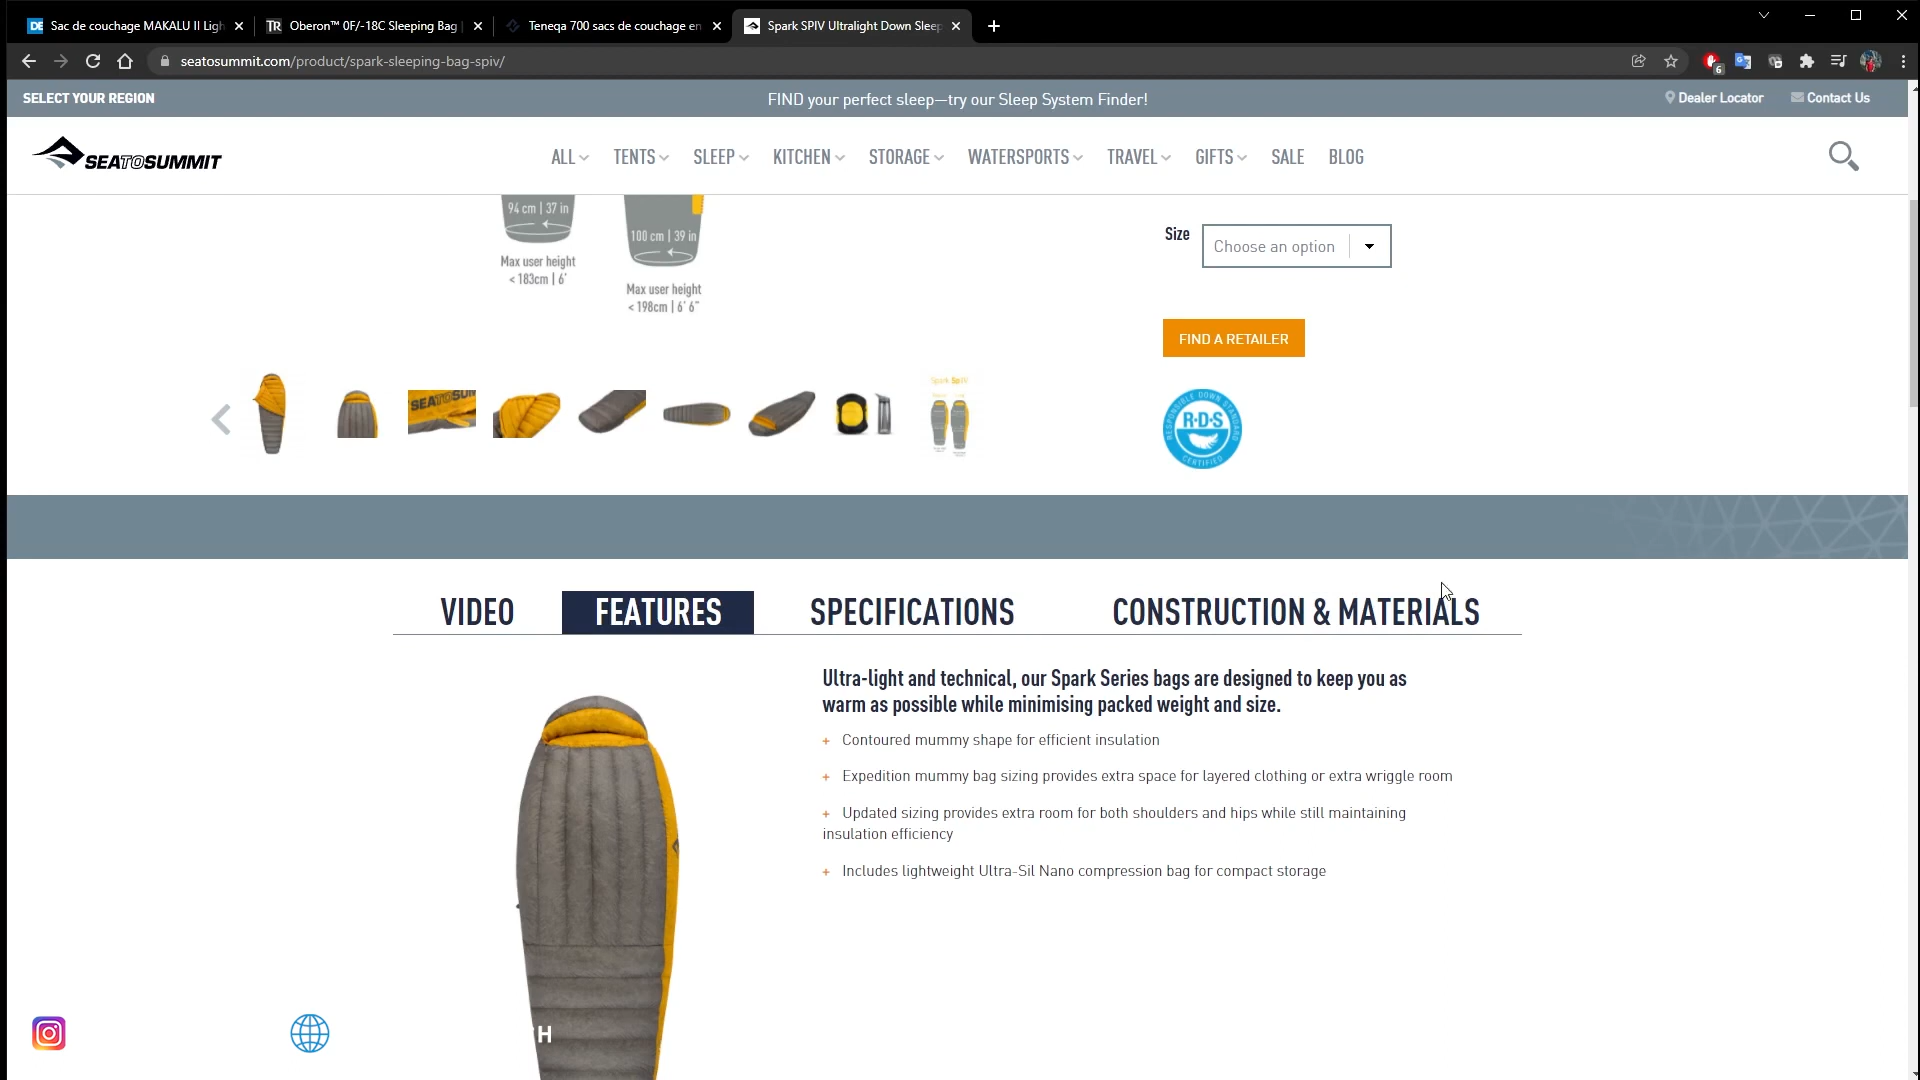 Sac de couchage MAKALU II Ligh
Oberon™ 0F/-18C Sleeping Bag |
Teneqa 700 sacs de couchage en
Spark SPIV Ultralight Down Sleep
seatosummit.com/product/spark-sleeping-bag-spiv/
6
SELECT YOUR REGION
FIND your perfect sleep—try our Sleep System Finder!
Dealer Locator
Contact Us
SEATOSUMMIT
ALL
TENTS
SLEEP
KITCHEN
STORAGE
WATERSPORTS
TRAVEL
GIFTS
SALE
BLOG
94 cm | 37 in
Max user height
< 183cm | 6'
100 cm | 39 in
Max user height
< 198cm | 6' 6"
Size
Choose an option
FIND A RETAILER
SEATOSUM
Spark SpIV
RESPONSIBLE DOWN STANDARD
R·D·S
CERTIFIED
VIDEO
FEATURES
SPECIFICATIONS
CONSTRUCTION & MATERIALS
Ultra-light and technical, our Spark Series bags are designed to keep you as
warm as possible while minimising packed weight and size.
+ Contoured mummy shape for efficient insulation
+ Expedition mummy bag sizing provides extra space for layered clothing or extra wriggle room
+ Updated sizing provides extra room for both shoulders and hips while still maintaining
insulation efficiency
+ Includes lightweight Ultra-Sil Nano compression bag for compact storage
H